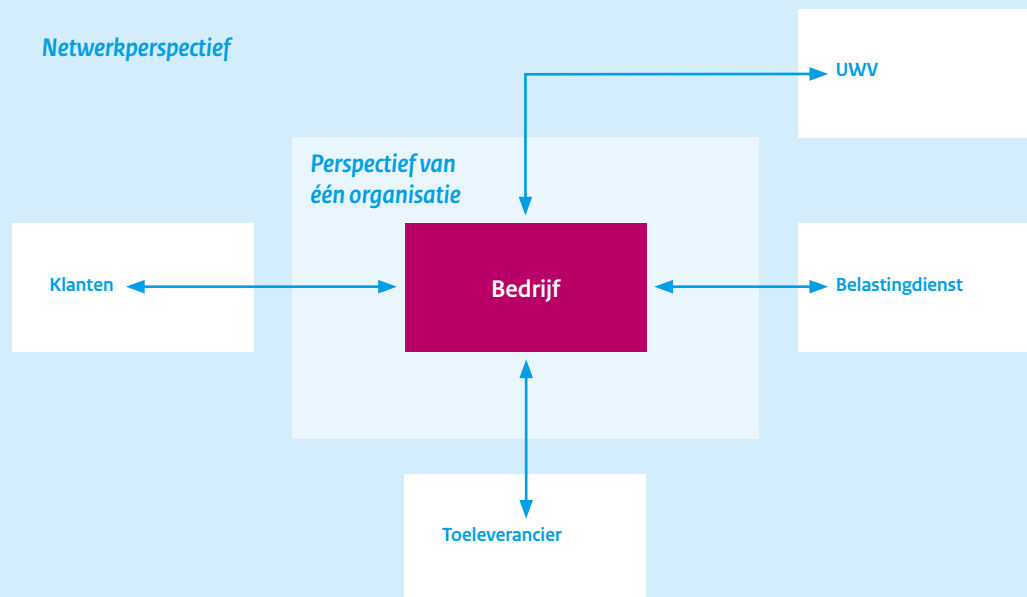 Netwerkperspectief
UWV
Perspectief van
één organisatie
Klanten
Bedrijf
Belastingdienst
Toeleverancier